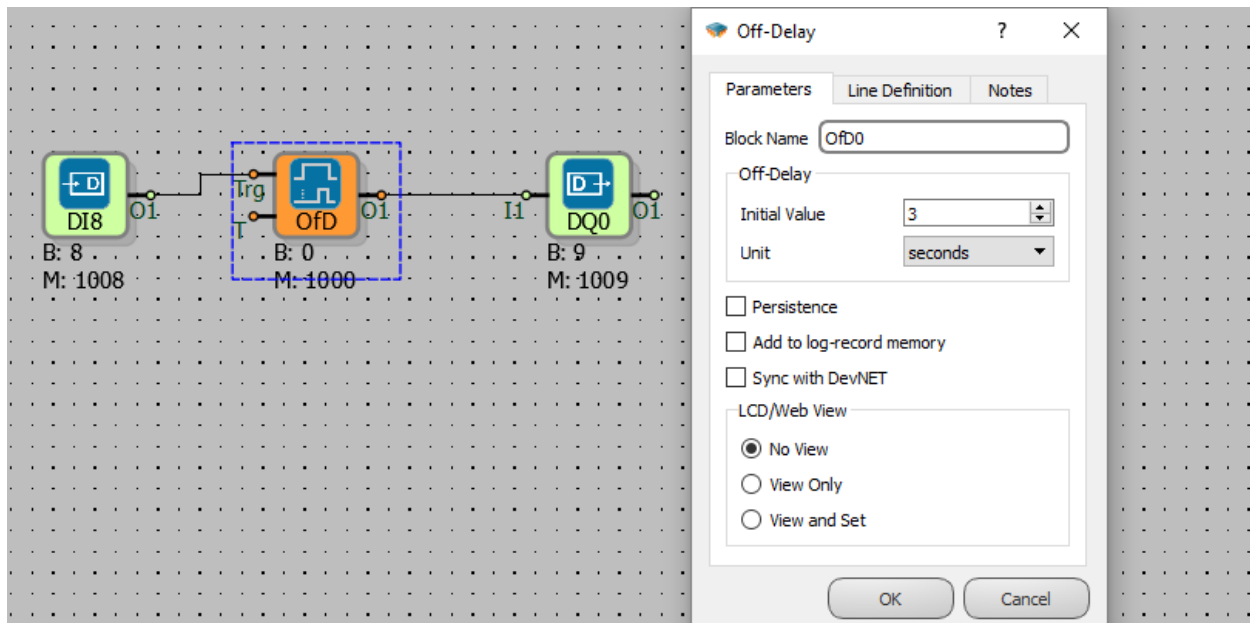 DI8
O1
B: 8
M: 1008
Trg
T
OfD
O1
B: 0
M: 1000
I1
DQ0
O1
B: 9
M: 1009
Off-Delay
?
Parameters
Line Definition
Notes
Block Name
OfD0
Off-Delay
Initial Value
3
Unit
seconds
Persistence
Add to log-record memory
Sync with DevNET
LCD/Web View
No View
View Only
View and Set
OK
Cancel